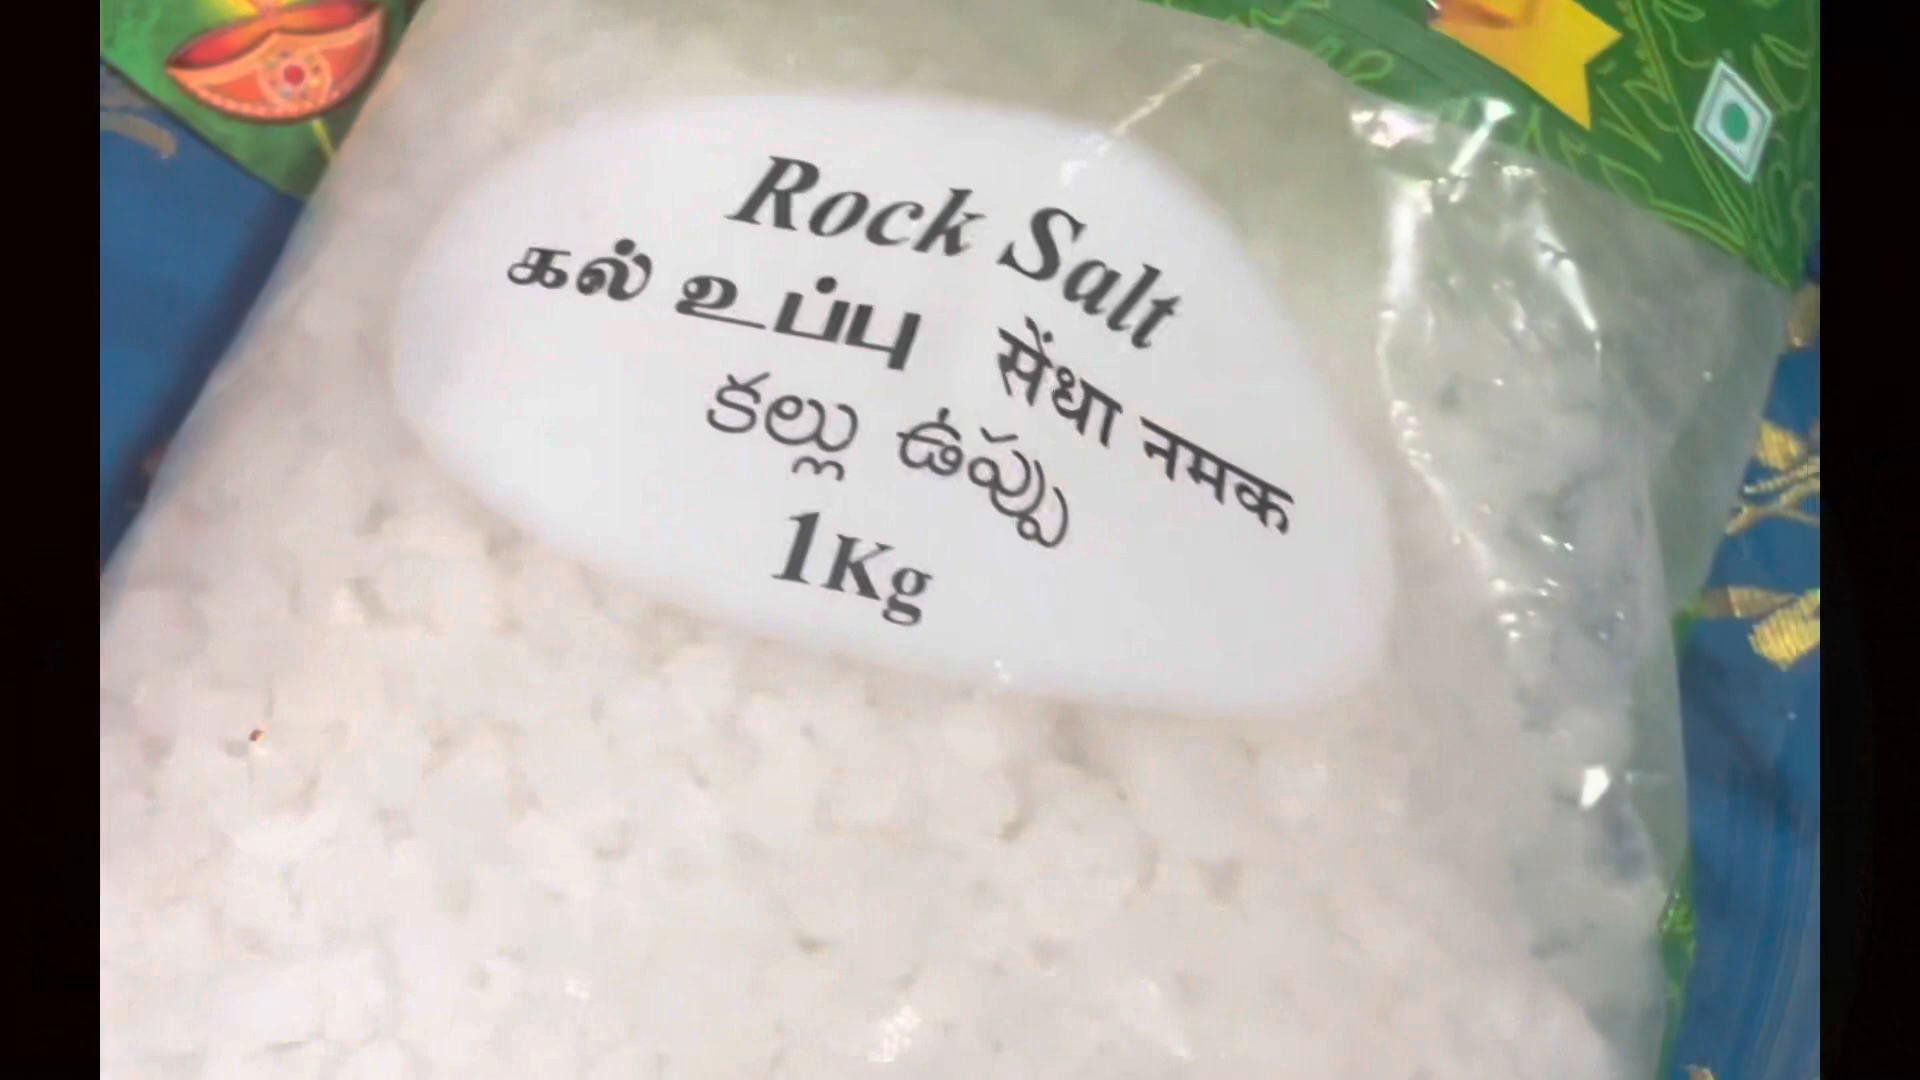 Rock Salt
கல் உப்பு सेंधा नमक
కల్లు ఉప్పు
1Kg